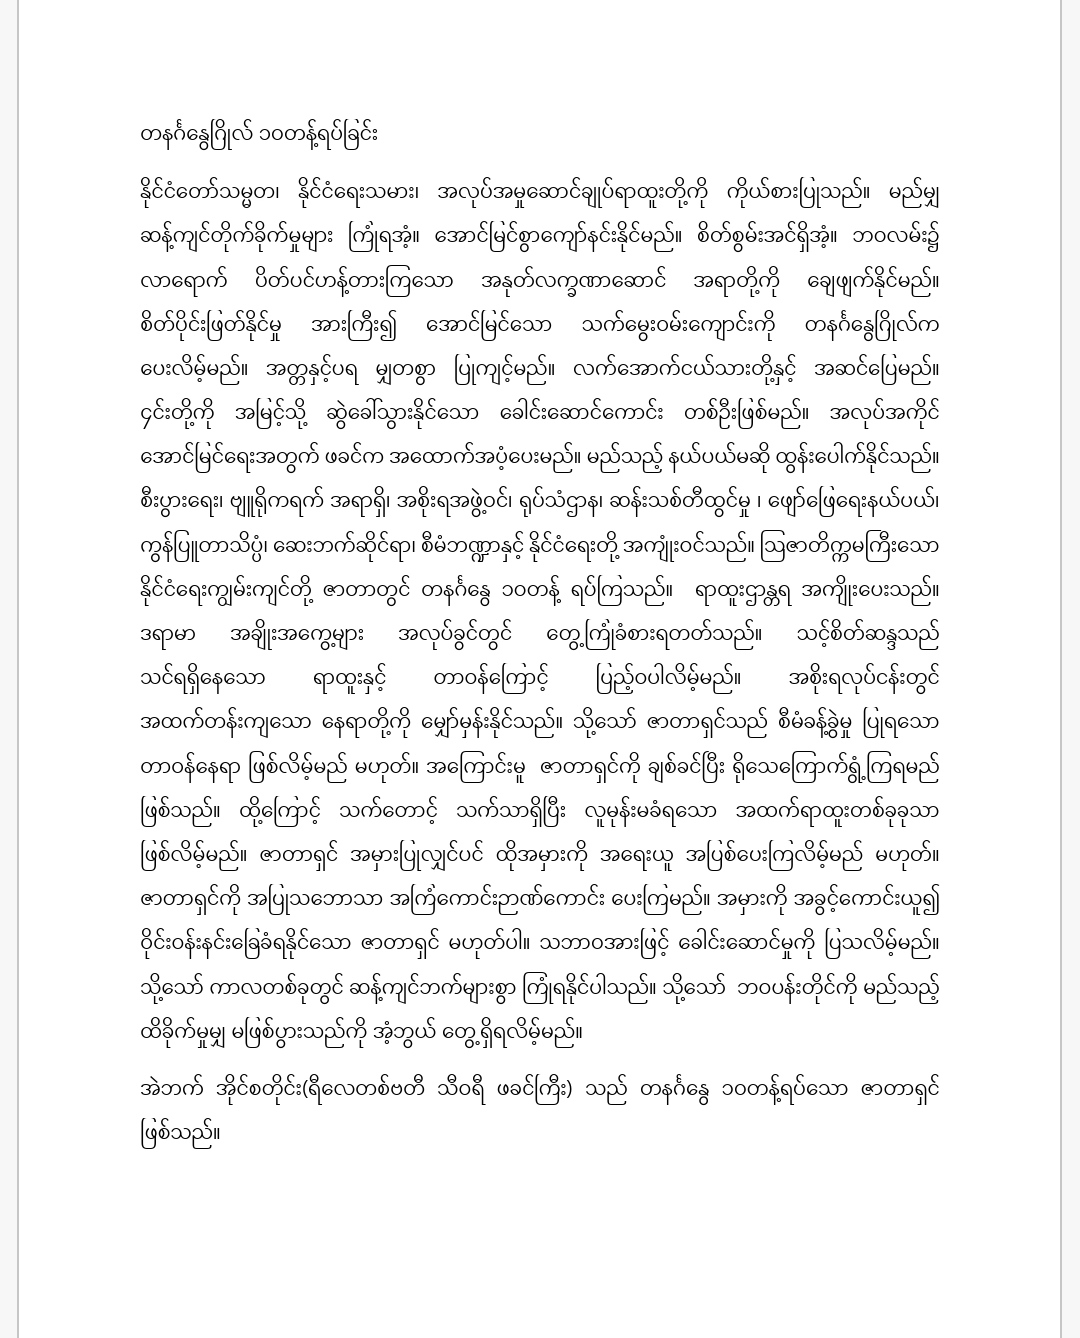 တနင်္ဂနွေဂြိုလ် ၁၀တန့်ရပ်ခြင်း
နိုင်ငံတော်သမ္မတ၊ နိုင်ငံရေးသမား၊ အလုပ်အမှုဆောင်ချုပ်ရာထူးတို့ကို ကိုယ်စားပြုသည်။ မည်မျှ
ဆန့်ကျင်တိုက်ခိုက်မှုများ ကြုံရအံ့။ အောင်မြင်စွာကျော်နင်းနိုင်မည်။ စိတ်စွမ်းအင်ရှိအံ့။ ဘဝလမ်း၌
လာရောက် ပိတ်ပင်ဟန့်တားကြသော အနုတ်လက္ခဏာဆောင် အရာတို့ကို ချေဖျက်နိုင်မည်။
စိတ်ပိုင်းဖြတ်နိုင်မှု အားကြီး၍ အောင်မြင်သော သက်မွေးဝမ်းကျောင်းကို တနင်္ဂနွေဂြိုလ်က
ပေးလိမ့်မည်။ အတ္တနှင့်ပရ မျှတစွာ ပြုကျင့်မည်။ လက်အောက်ငယ်သားတို့နှင့် အဆင်ပြေမည်။
၄င်းတို့ကို အမြင့်သို့ ဆွဲခေါ်သွားနိုင်သော ခေါင်းဆောင်ကောင်း တစ်ဦးဖြစ်မည်။ အလုပ်အကိုင်
အောင်မြင်ရေးအတွက် ဖခင်က အထောက်အပံ့ပေးမည်။ မည်သည့် နယ်ပယ်မဆို ထွန်းပေါက်နိုင်သည်။
စီးပွားရေး၊ ဗျူရိုကရက် အရာရှိ၊ အစိုးရအဖွဲ့ဝင်၊ ရုပ်သံဌာန၊ ဆန်းသစ်တီထွင်မှု ၊ ဖျော်ဖြေရေးနယ်ပယ်၊
ကွန်ပြူတာသိပ္ပံ၊ ဆေးဘက်ဆိုင်ရာ၊ စီမံဘဏ္ဍာနှင့် နိုင်ငံရေးတို့ အကျုံးဝင်သည်။ ဩဇာတိက္ကမကြီးသော
နိုင်ငံရေးကျွမ်းကျင်တို့ ဇာတာတွင် တနင်္ဂနွေ ၁၀တန့် ရပ်ကြသည်။  ရာထူးဌာန္တရ အကျိုးပေးသည်။
ဒရာမာ အချိုးအကွေ့များ အလုပ်ခွင်တွင် တွေ့ကြုံခံစားရတတ်သည်။ သင့်စိတ်ဆန္ဒသည်
သင်ရရှိနေသော ရာထူးနှင့် တာဝန်ကြောင့် ပြည့်ဝပါလိမ့်မည်။ အစိုးရလုပ်ငန်းတွင်
အထက်တန်းကျသော နေရာတို့ကို မျှော်မှန်းနိုင်သည်။ သို့သော် ဇာတာရှင်သည် စီမံခန့်ခွဲမှု ပြုရသော
တာဝန်နေရာ ဖြစ်လိမ့်မည် မဟုတ်။ အကြောင်းမူ  ဇာတာရှင်ကို ချစ်ခင်ပြီး ရိုသေကြောက်ရွံ့ကြရမည်
ဖြစ်သည်။ ထို့ကြောင့် သက်တောင့် သက်သာရှိပြီး လူမုန်းမခံရသော အထက်ရာထူးတစ်ခုခုသာ
ဖြစ်လိမ့်မည်။ ဇာတာရှင် အမှားပြုလျှင်ပင် ထိုအမှားကို အရေးယူ အပြစ်ပေးကြလိမ့်မည် မဟုတ်။
ဇာတာရှင်ကို အပြုသဘောသာ အကြံကောင်းဉာဏ်ကောင်း ပေးကြမည်။ အမှားကို အခွင့်ကောင်းယူ၍
ဝိုင်းဝန်းနင်းခြေခံရနိုင်သော ဇာတာရှင် မဟုတ်ပါ။ သဘာဝအားဖြင့် ခေါင်းဆောင်မှုကို ပြသလိမ့်မည်။
သို့သော် ကာလတစ်ခုတွင် ဆန့်ကျင်ဘက်များစွာ ကြုံရနိုင်ပါသည်။ သို့သော်  ဘဝပန်းတိုင်ကို မည်သည့်
ထိခိုက်မှုမျှ မဖြစ်ပွားသည်ကို အံ့ဘွယ် တွေ့ရှိရလိမ့်မည်။
အဲဘက် အိုင်စတိုင်း(ရီလေတစ်ဗတီ သီဝရီ ဖခင်ကြီး) သည် တနင်္ဂနွေ ၁၀တန့်ရပ်သော ဇာတာရှင်
ဖြစ်သည်။